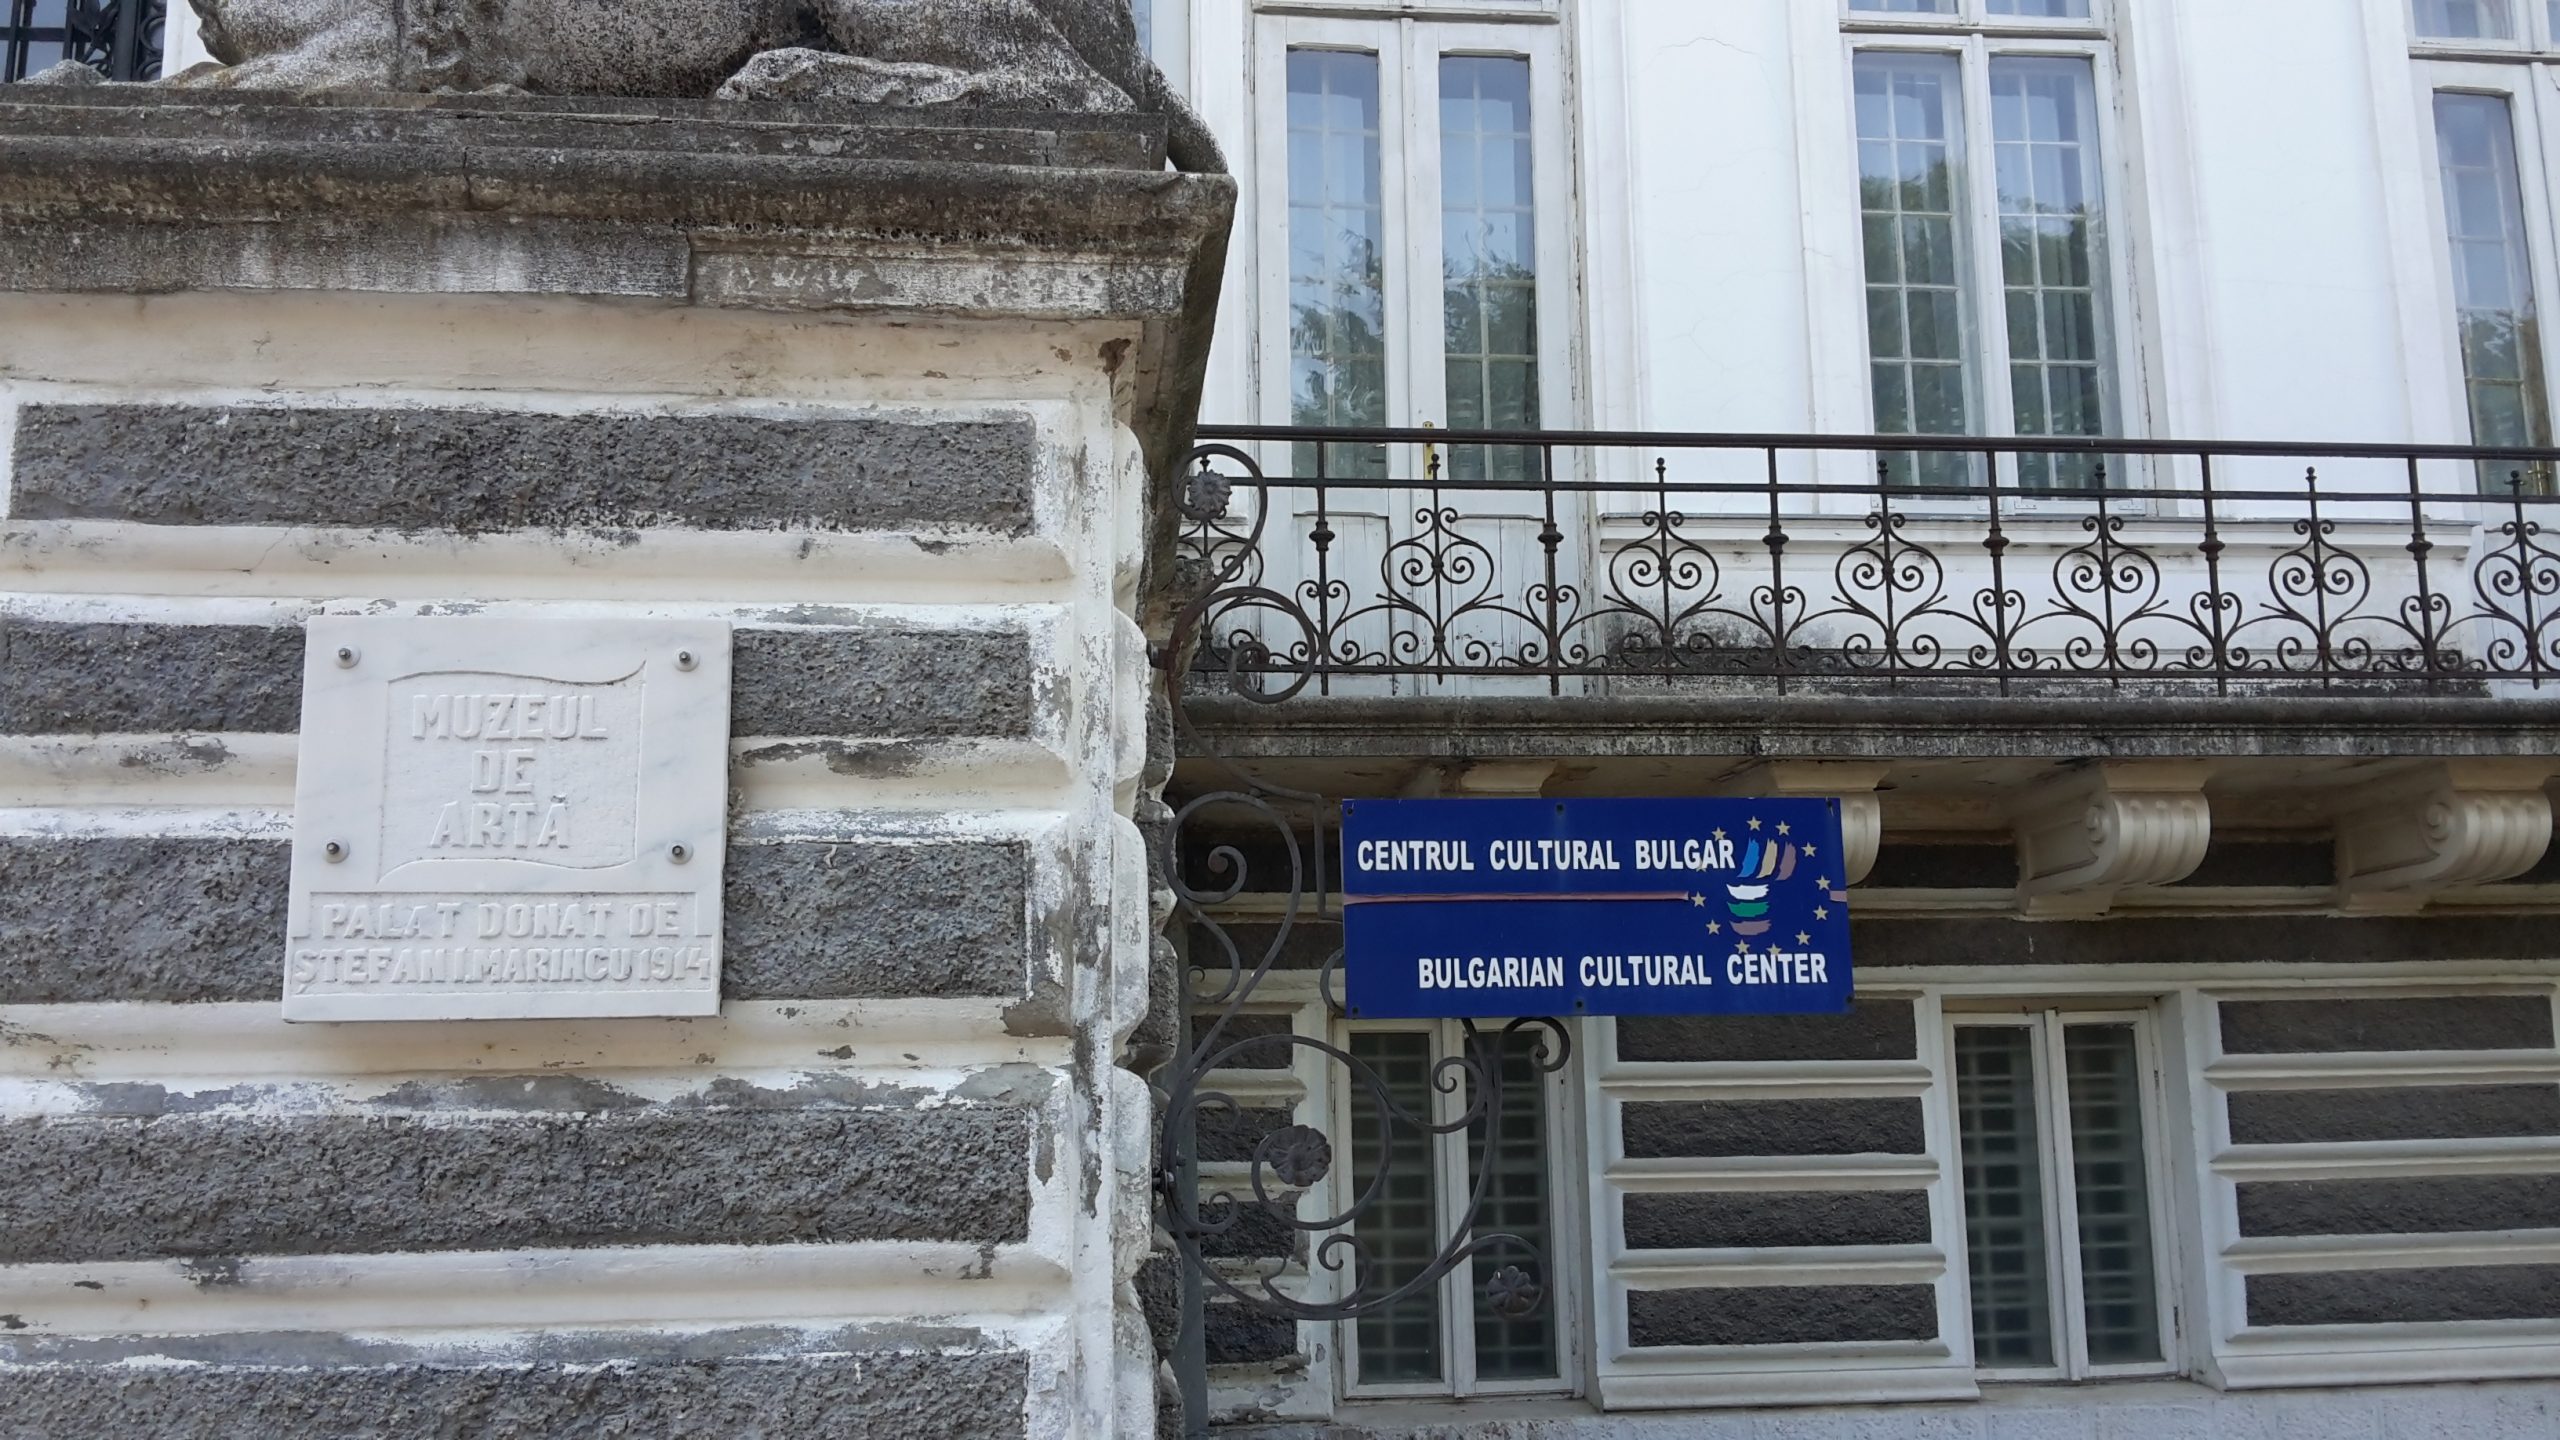 MUZEUL
DE
ARTĂ
PALAT DONAT DE
ȘTEFAN I. MARINCU 1914
CENTRUL CULTURAL BULGAR
BULGARIAN CULTURAL CENTER